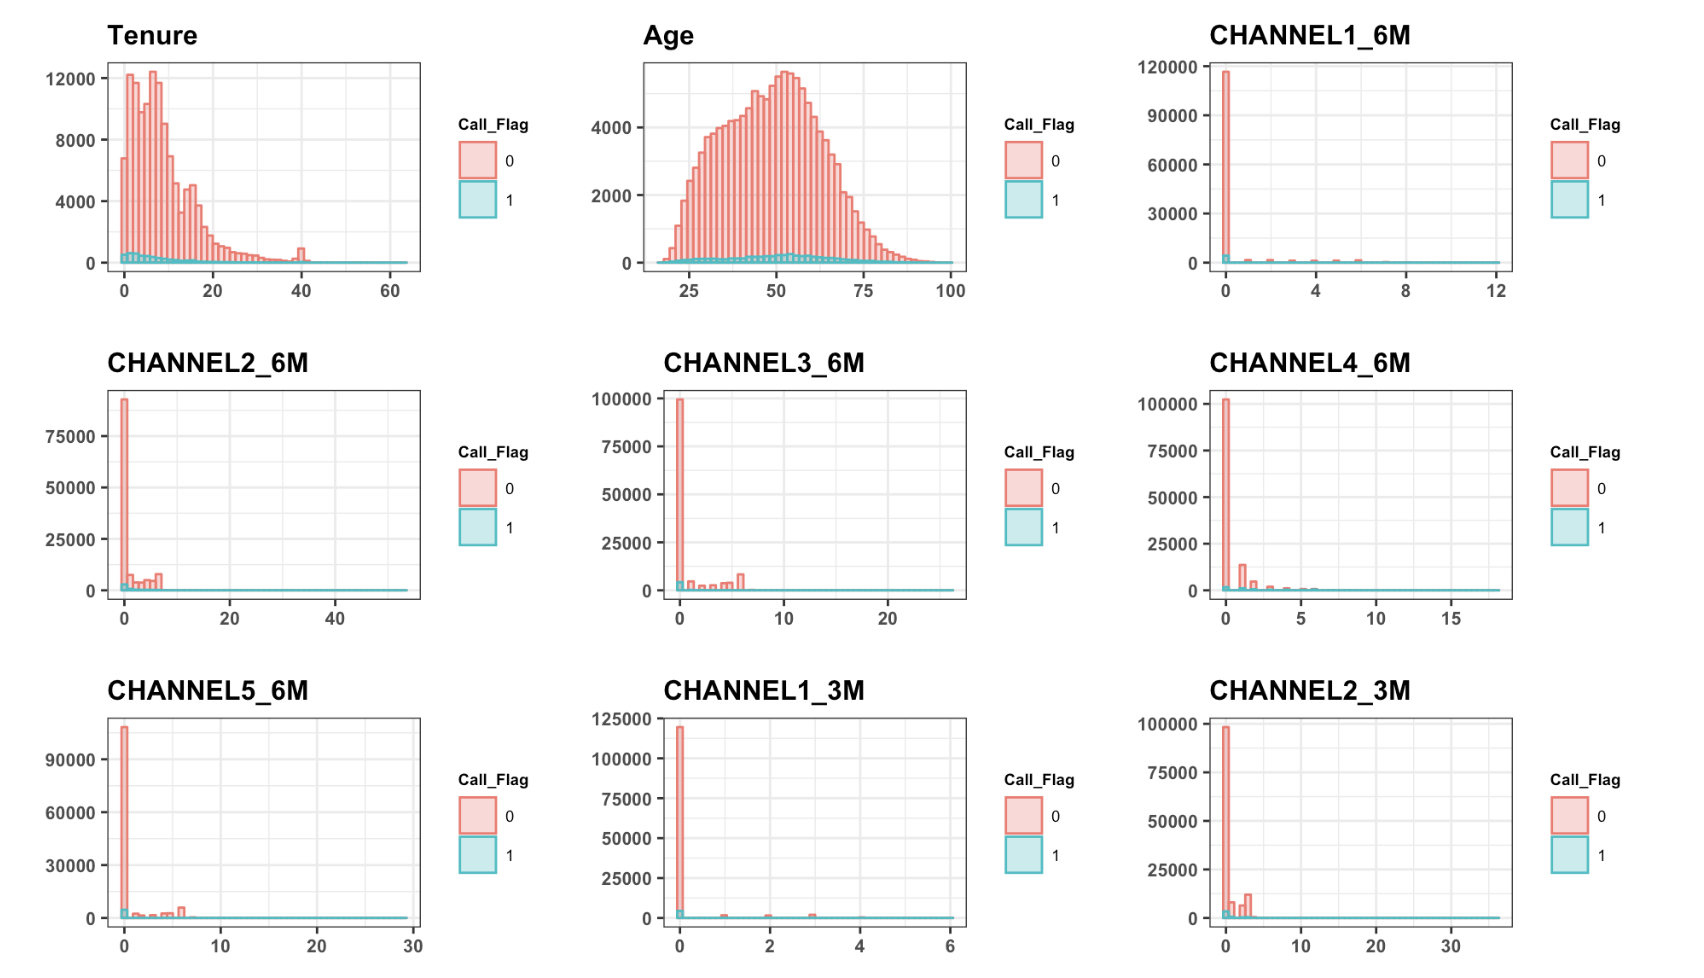 Tenure
12000
8000
4000
0
0 20 40 60
Call_Flag
0
1
Age
4000
2000
0
25 50 75 100
Call_Flag
0
1
CHANNEL1_6M
120000
90000
60000
30000
0
0 4 8 12
Call_Flag
0
1
CHANNEL2_6M
75000
50000
25000
0
0 20 40
Call_Flag
0
1
CHANNEL3_6M
100000
75000
50000
25000
0
0 10 20
Call_Flag
0
1
CHANNEL4_6M
100000
75000
50000
25000
0
0 5 10 15
Call_Flag
0
1
CHANNEL5_6M
90000
60000
30000
0
0 10 20 30
Call_Flag
0
1
CHANNEL1_3M
125000
100000
75000
50000
25000
0
0 2 4 6
Call_Flag
0
1
CHANNEL2_3M
100000
75000
50000
25000
0
0 10 20 30
Call_Flag
0
1